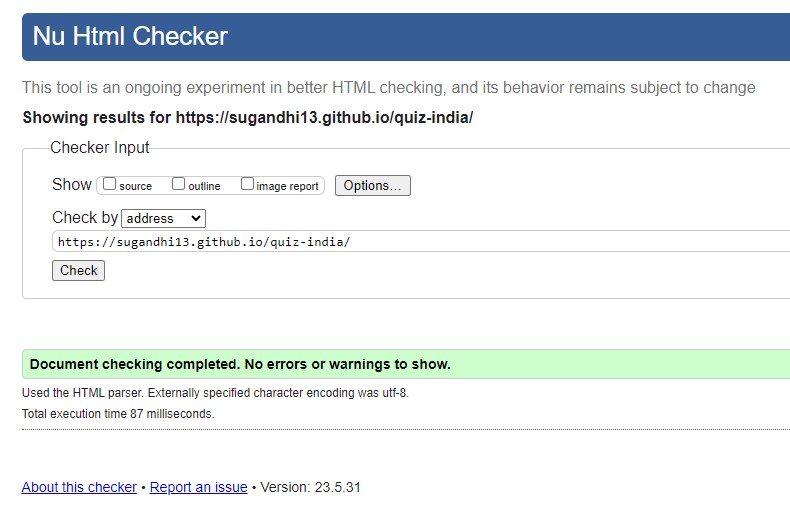 Nu Html Checker
This tool is an ongoing experiment in better HTML checking, and its behavior remains subject to change
Showing results for https://sugandhi13.github.io/quiz-india/
Checker Input
Show source outline image report Options...
Check by address
https://sugandhi13.github.io/quiz-india/
Check
Document checking completed. No errors or warnings to show.
Used the HTML parser. Externally specified character encoding was utf-8.
Total execution time 87 milliseconds.
About this checker • Report an issue • Version: 23.5.31